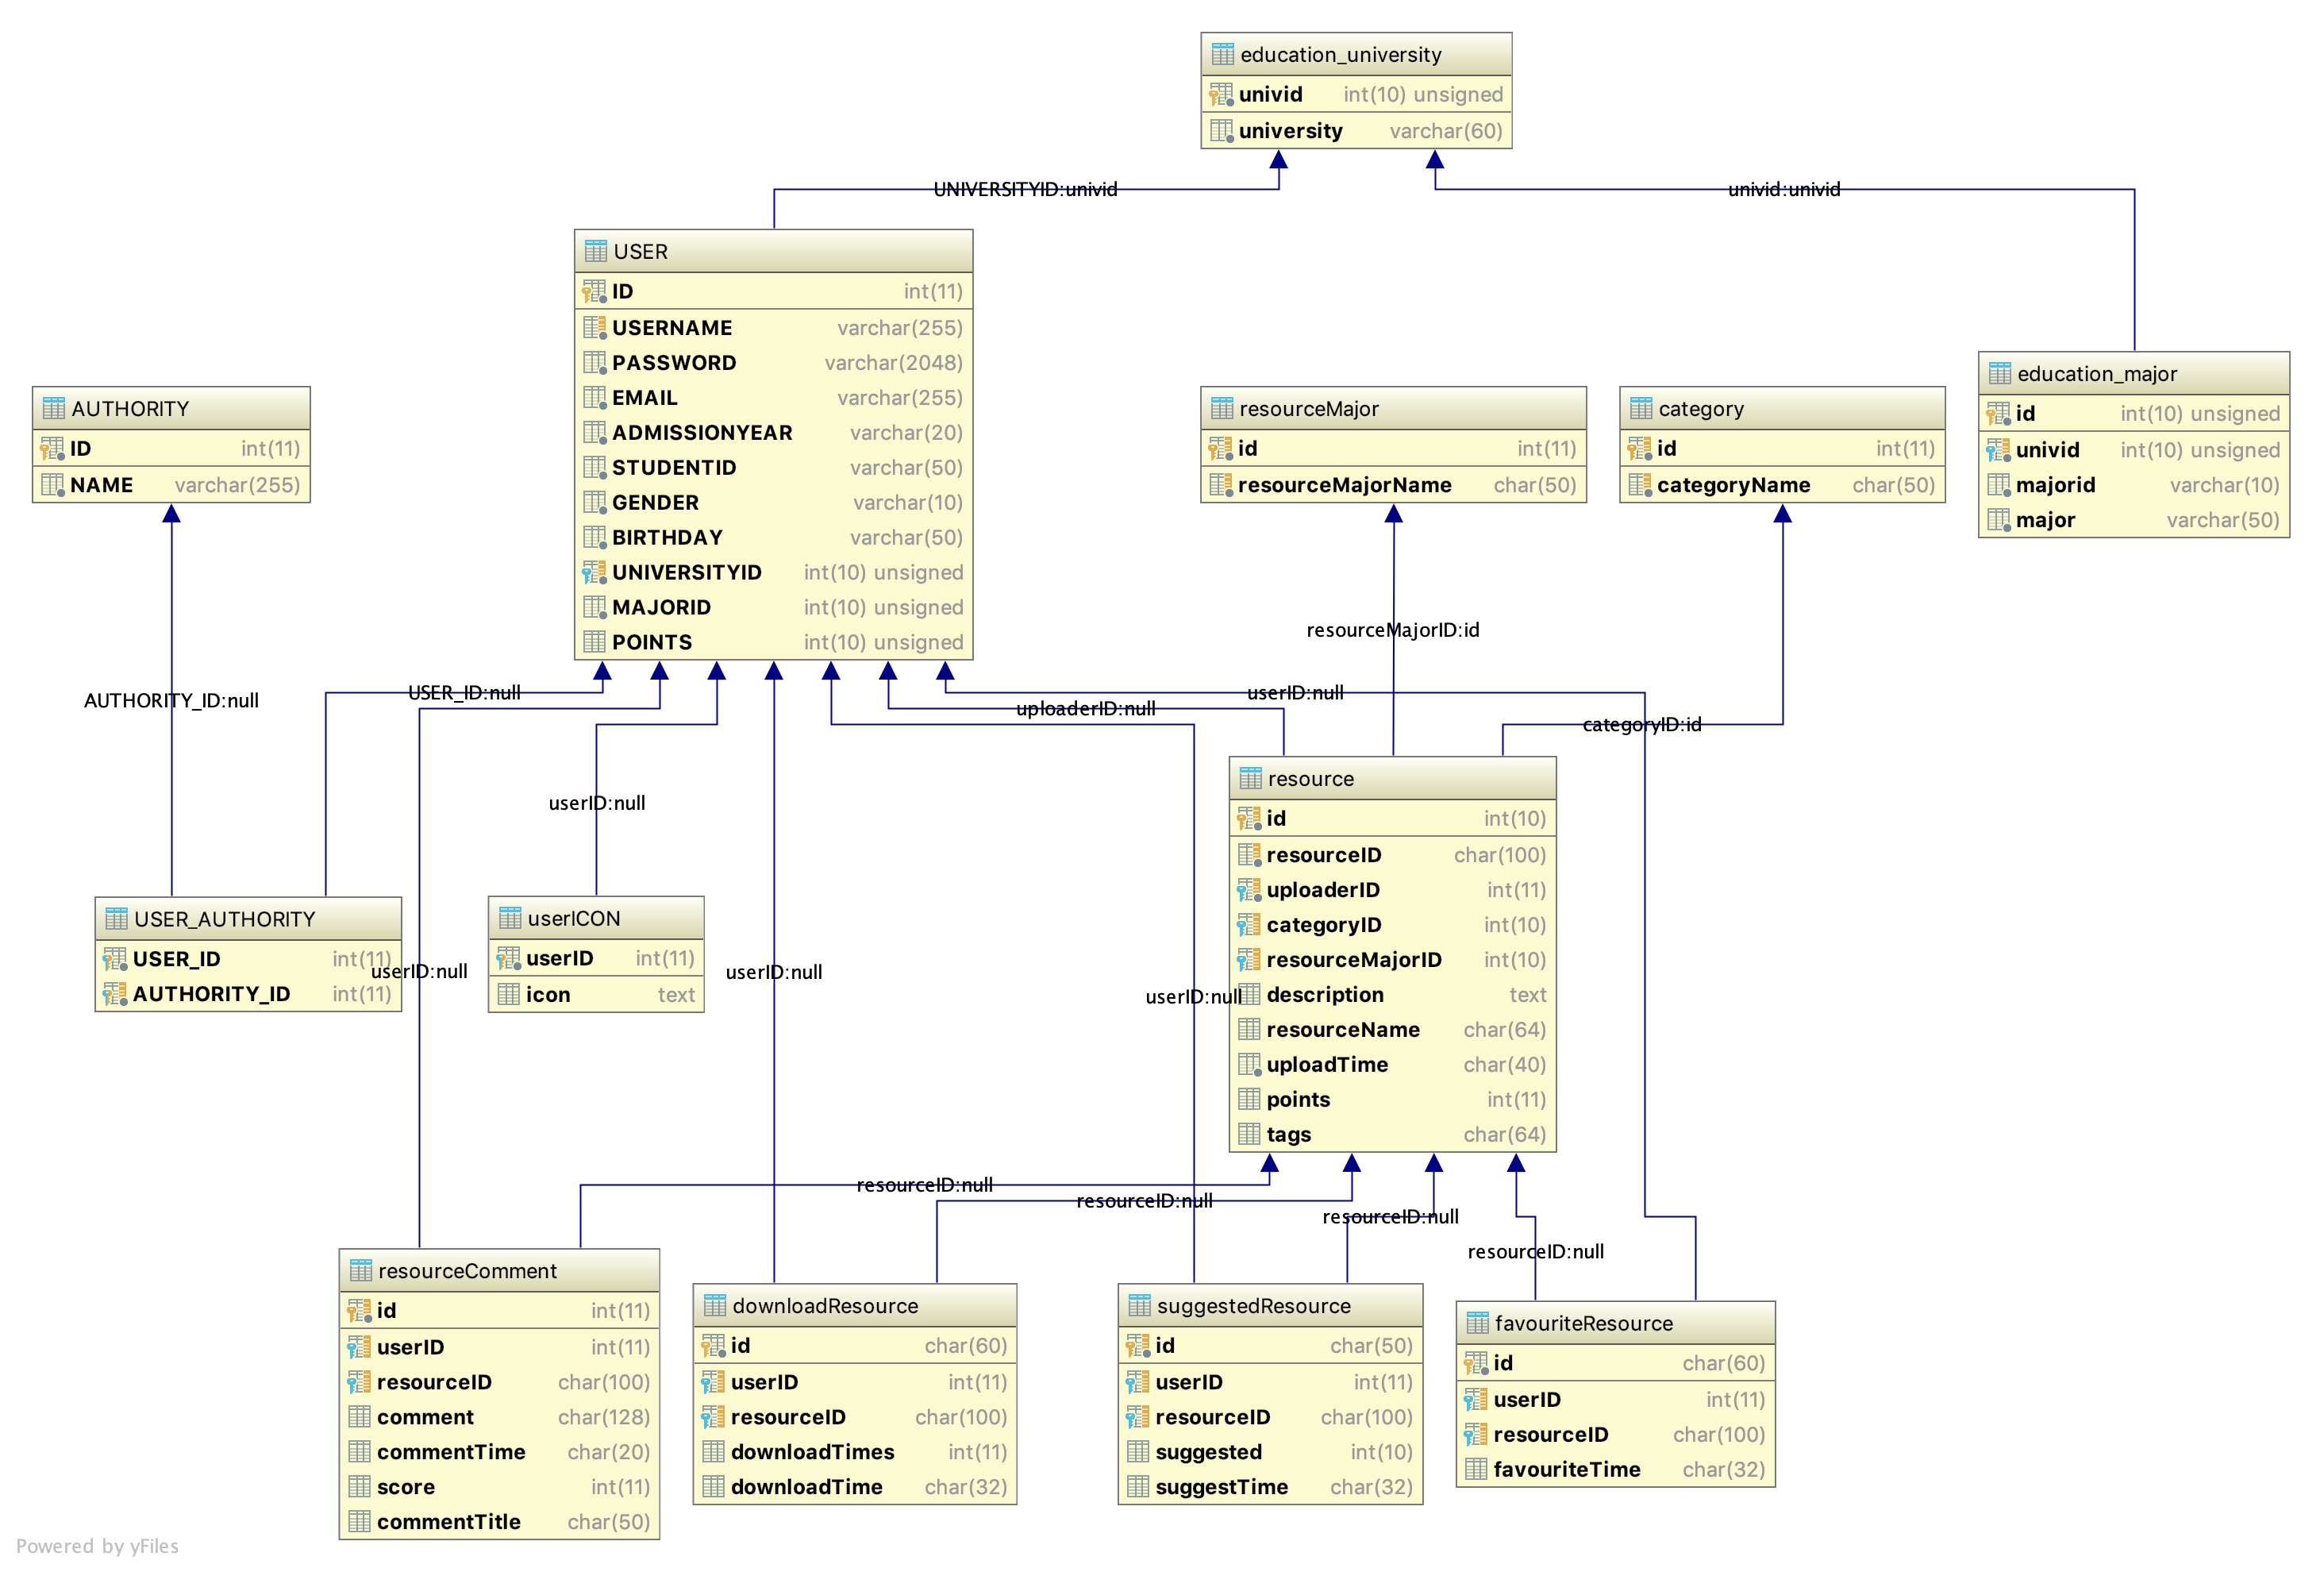 education_university
univid int(10) unsigned
university varchar(60)
UNIVERSITYID:univid
univid:univid
USER
ID int(11)
USERNAME varchar(255)
PASSWORD varchar(2048)
EMAIL varchar(255)
ADMISSIONYEAR varchar(20)
STUDENTID varchar(50)
GENDER varchar(10)
BIRTHDAY varchar(50)
UNIVERSITYID int(10) unsigned
MAJORID int(10) unsigned
POINTS int(10) unsigned
AUTHORITY
ID int(11)
NAME varchar(255)
resourceMajor
id int(11)
resourceMajorName char(50)
category
id int(11)
categoryName char(50)
education_major
id int(10) unsigned
univid int(10) unsigned
majorid varchar(10)
major varchar(50)
resourceMajorID:id
AUTHORITY_ID:null
USER_ID:null
userID:null
uploaderID:null
categoryID:id
userID:null
resource
id int(10)
resourceID char(100)
uploaderID int(11)
categoryID int(10)
resourceMajorID int(10)
description text
resourceName char(64)
uploadTime char(40)
points int(11)
tags char(64)
USER_AUTHORITY
USER_ID int(11)
AUTHORITY_ID int(11)
userICON
userID int(11)
icon text
userID:null
userID:null
userID:null
resourceID:null
resourceID:null
resourceID:null
resourceID:null
resourceComment
id int(11)
userID int(11)
resourceID char(100)
comment char(128)
commentTime char(20)
score int(11)
commentTitle char(50)
downloadResource
id char(60)
userID int(11)
resourceID char(100)
downloadTimes int(11)
downloadTime char(32)
suggestedResource
id char(50)
userID int(11)
resourceID char(100)
suggested int(10)
suggestTime char(32)
favouriteResource
id char(60)
userID int(11)
resourceID char(100)
favouriteTime char(32)
Powered by yFiles